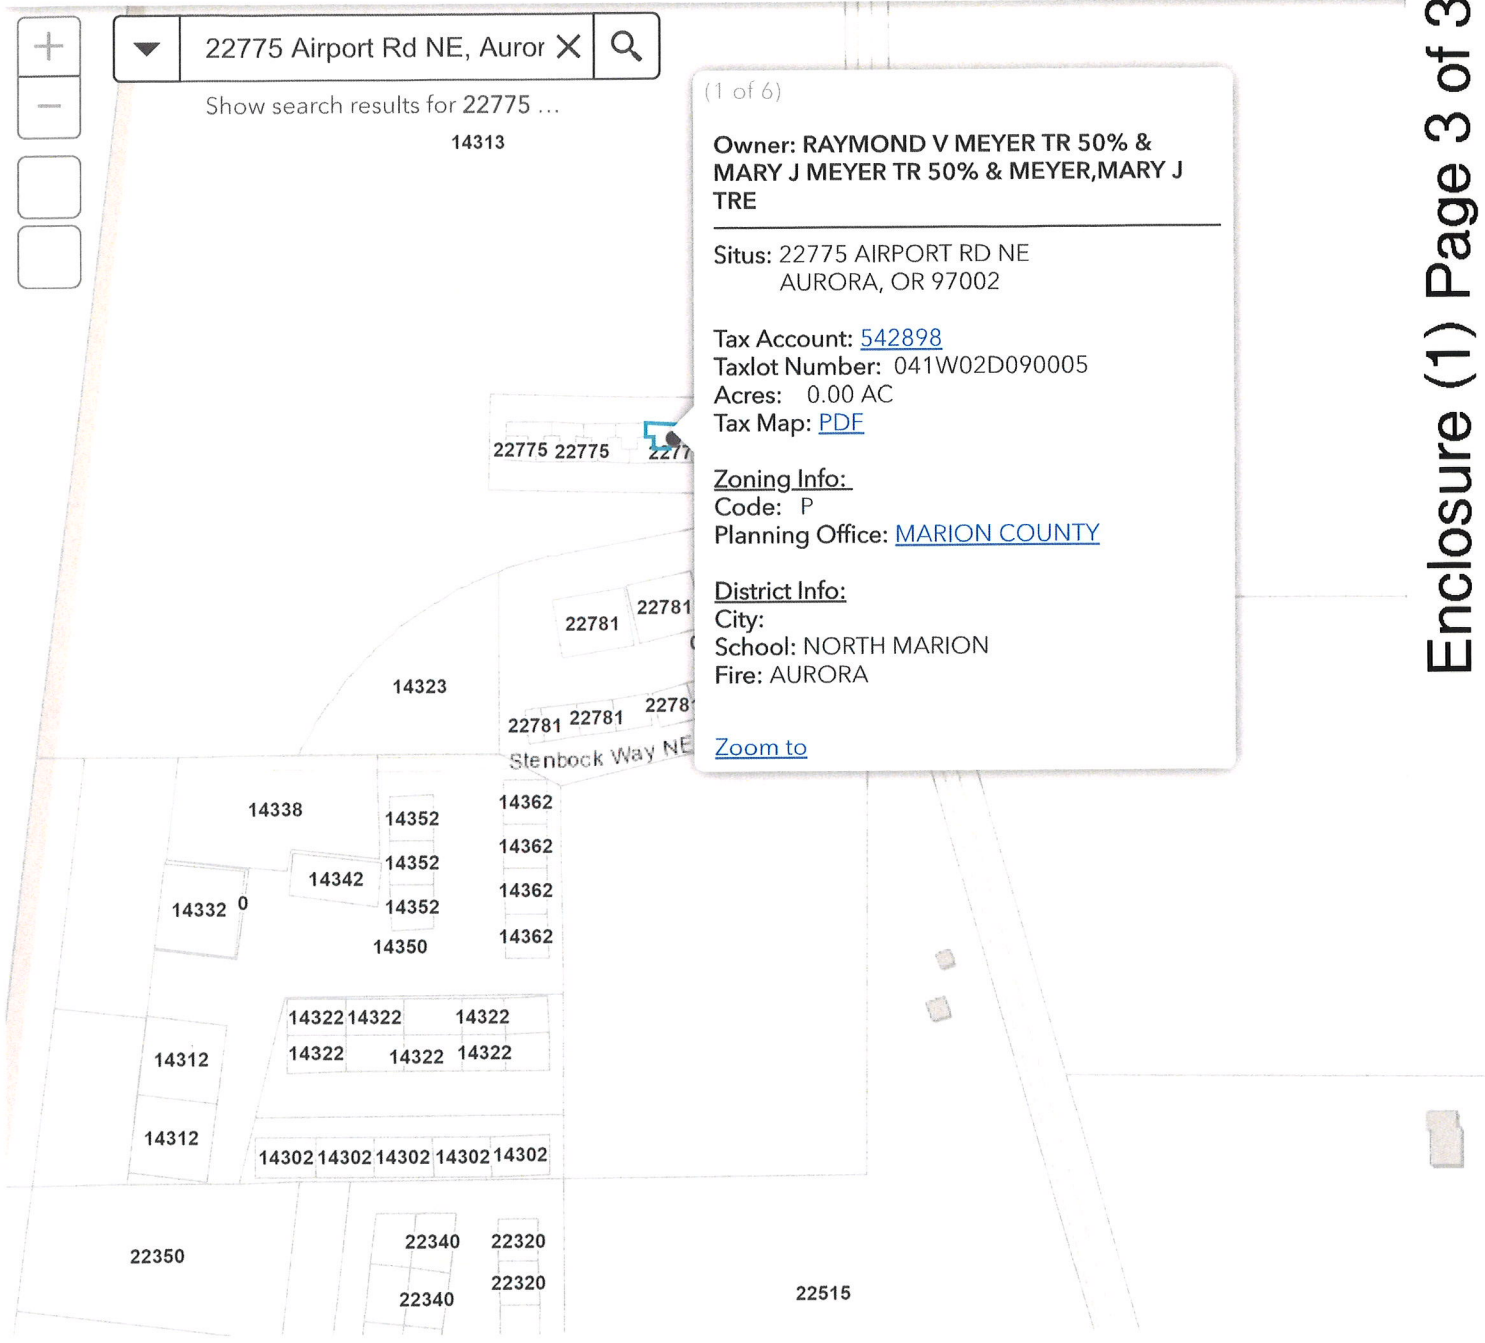 22775 Airport Rd NE, Auror
Show search results for 22775 ...
(1 of 6)
Owner: RAYMOND V MEYER TR 50% &
MARY J MEYER TR 50% & MEYER,MARY J
TRE
Situs: 22775 AIRPORT RD NE
AURORA, OR 97002
Tax Account: 542898
Taxlot Number: 041W02D090005
Acres: 0.00 AC
Tax Map: PDF
Zoning Info:
Code: P
Planning Office: MARION COUNTY
District Info:
City:
School: NORTH MARION
Fire: AURORA
Zoom to
Enclosure (1) Page 3 of 3
14313
22775 22775 2277
22781 22781
14323
22781 22781 2278
Stenbock Way NE
14338
14352
14362
14352
14362
14342
14352
14362
14332 0
14350
14362
14322 14322 14322
14322 14322 14322
14312
14312
14302 14302 14302 14302 14302
22350
22340 22320
22340 22320
22515